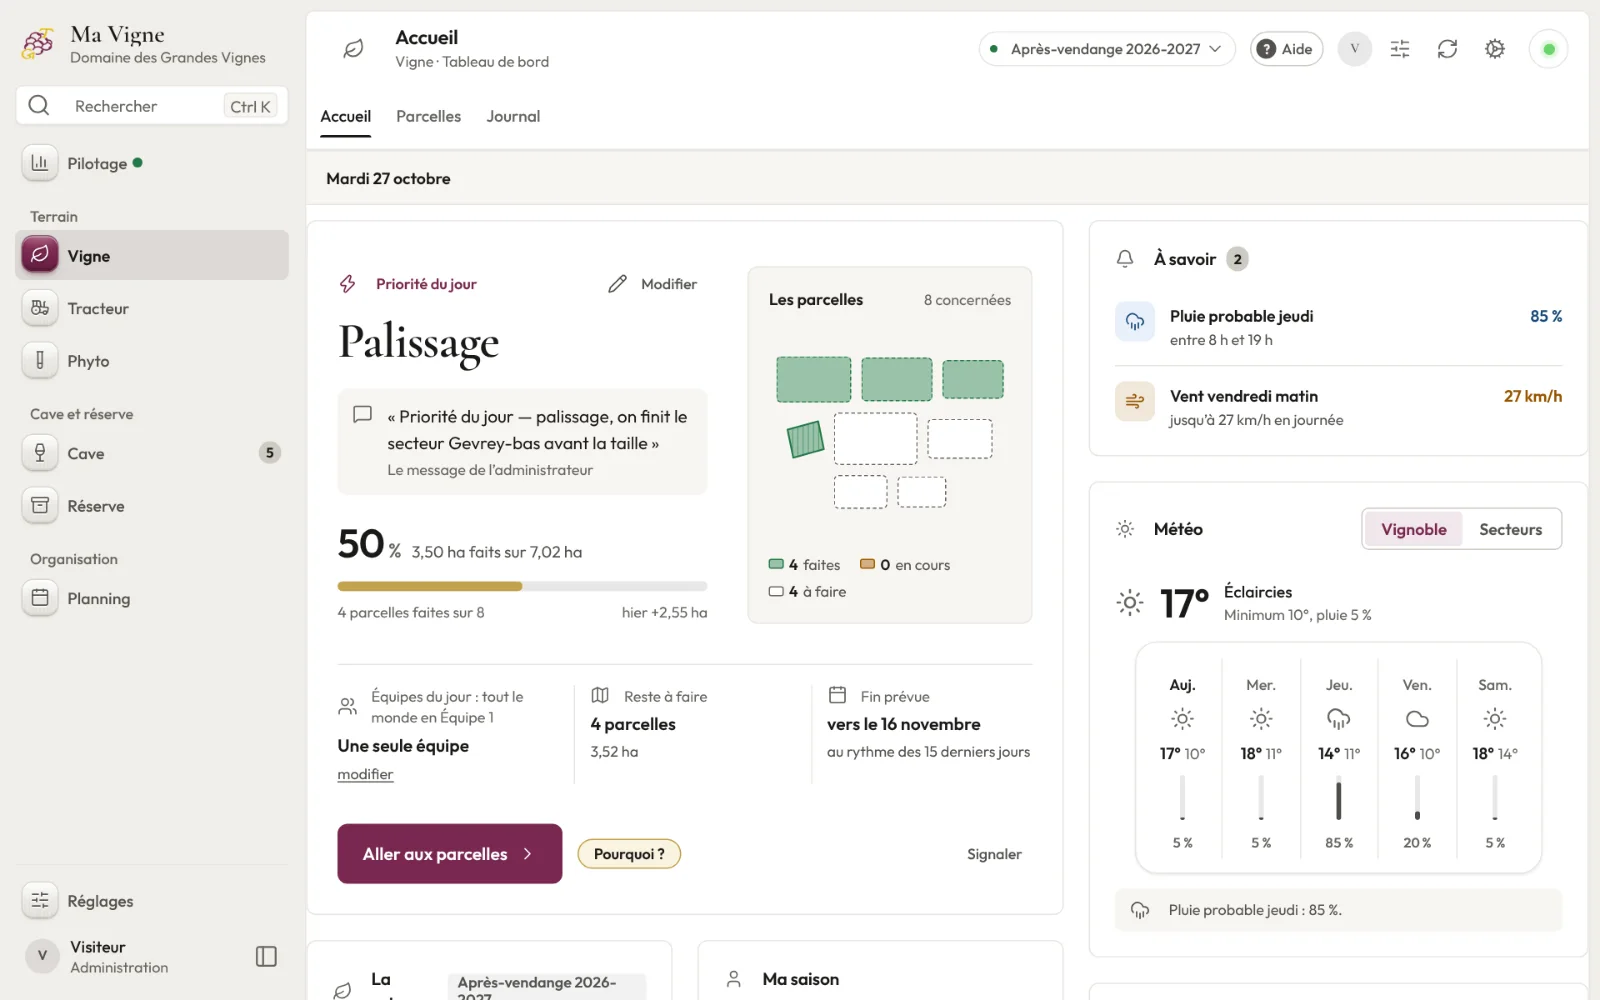 Ma Vigne
Domaine des Grandes Vignes
Rechercher
Ctrl K
Pilotage
Terrain
Vigne
Tracteur
Phyto
Cave et réserve
Cave
5
Réserve
Organisation
Planning
Réglages
V
Visiteur
Administration
Accueil
Vigne · Tableau de bord
Après-vendange 2026-2027
? Aide
V
Accueil
Parcelles
Journal
Mardi 27 octobre
Priorité du jour
Modifier
Palissage
« Priorité du jour — palissage, on finit le
secteur Gevrey-bas avant la taille »
Le message de l'administrateur
50 % 3,50 ha faits sur 7,02 ha
4 parcelles faites sur 8
hier +2,55 ha
Les parcelles
8 concernées
4 faites
0 en cours
4 à faire
Équipes du jour : tout le
monde en Équipe 1
Une seule équipe
modifier
Reste à faire
4 parcelles
3,52 ha
Fin prévue
vers le 16 novembre
au rythme des 15 derniers jours
Aller aux parcelles
Pourquoi ?
Signaler
La
Après-vendange 2026-
2027
Ma saison
À savoir
2
Pluie probable jeudi
85 %
entre 8 h et 19 h
Vent vendredi matin
27 km/h
jusqu'à 27 km/h en journée
Météo
Vignoble
Secteurs
17°
Éclaircies
Minimum 10°, pluie 5 %
Auj.
Mer.
Jeu.
Ven.
Sam.
17° 10°
18° 11°
14° 11°
16° 10°
18° 14°
5 %
5 %
85 %
20 %
5 %
Pluie probable jeudi : 85 %.